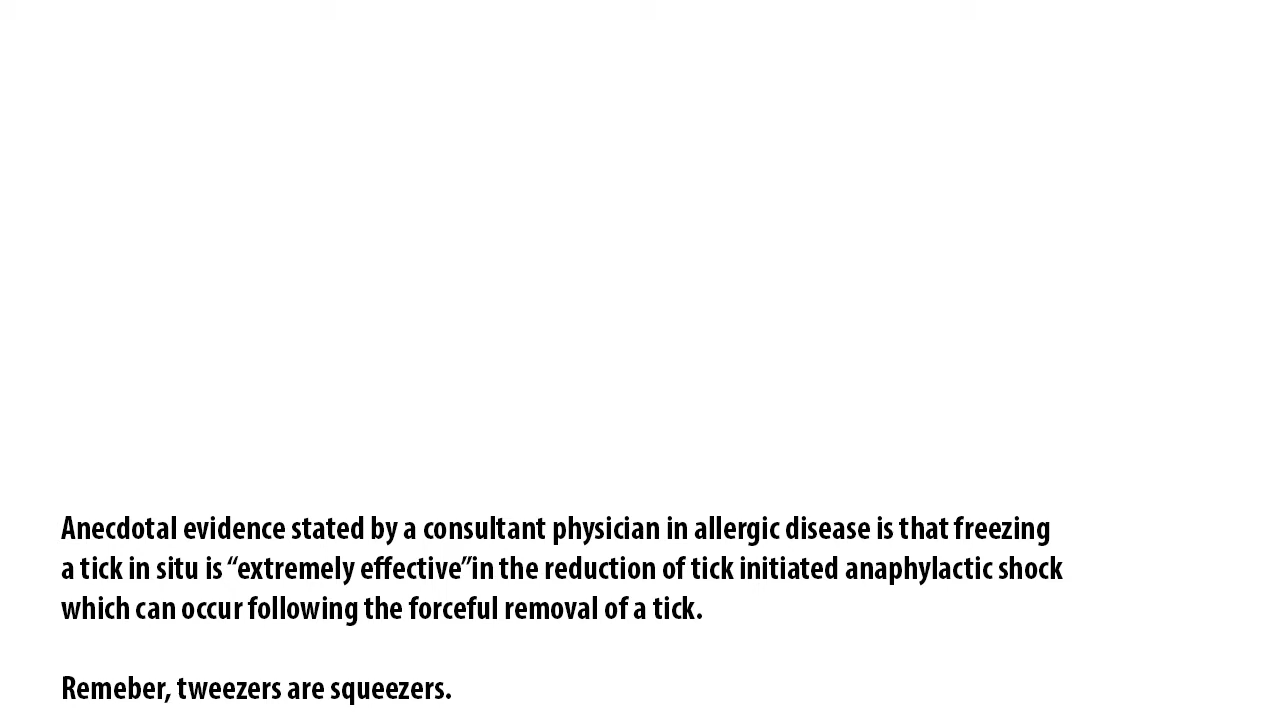 Anecdotal evidence stated by a consultant physician in allergic disease is that freezing
a tick in situ is “extremely effective”in the reduction of tick initiated anaphylactic shock
which can occur following the forceful removal of a tick.
Remeber, tweezers are squeezers.